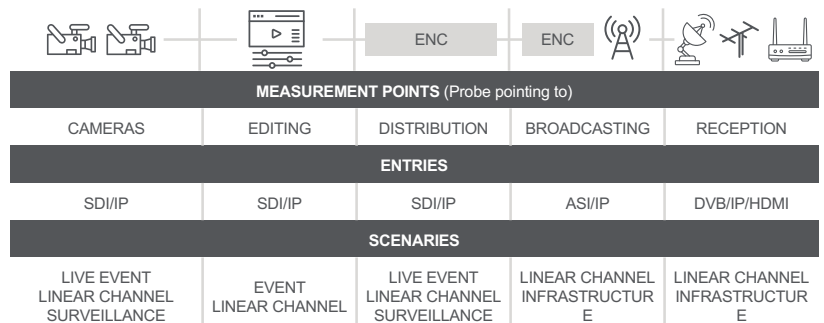 ENC
ENC
MEASUREMENT POINTS (Probe pointing to)
CAMERAS
EDITING
DISTRIBUTION
BROADCASTING
RECEPTION
ENTRIES
SDI/IP
SDI/IP
SDI/IP
ASI/IP
DVB/IP/HDMI
SCENARIES
LIVE EVENT
LINEAR CHANNEL
SURVEILLANCE
EVENT
LINEAR CHANNEL
LIVE EVENT
LINEAR CHANNEL
SURVEILLANCE
LINEAR CHANNEL
INFRASTRUCTUR
E
LINEAR CHANNEL
INFRASTRUCTUR
E